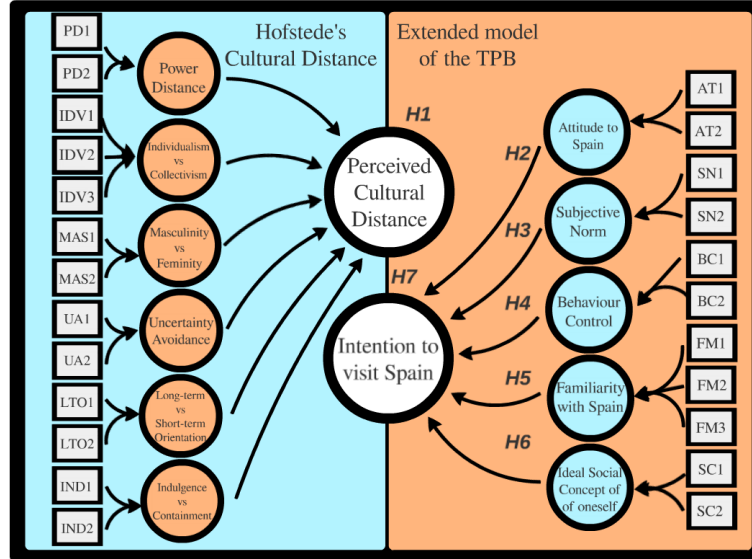 Hofstede's
Cultural Distance
Extended model
of the TPB
PD1
PD2
IDV1
IDV2
IDV3
MAS1
MAS2
UA1
UA2
LTO1
LTO2
IND1
IND2
Power
Distance
Individualism
vs
Collectivism
Masculinity
vs
Feminity
Uncertainty
Avoidance
Long-term
vs
Short-term
Orientation
Indulgence
vs
Containment
H1
Perceived
Cultural
Distance
H7
Intention to
visit Spain
H2
H3
H4
H5
H6
Attitude to
Spain
Subjective
Norm
Behaviour
Control
Familiarity
with Spain
Ideal Social
Concept of
of oneself
AT1
AT2
SN1
SN2
BC1
BC2
FM1
FM2
FM3
SC1
SC2